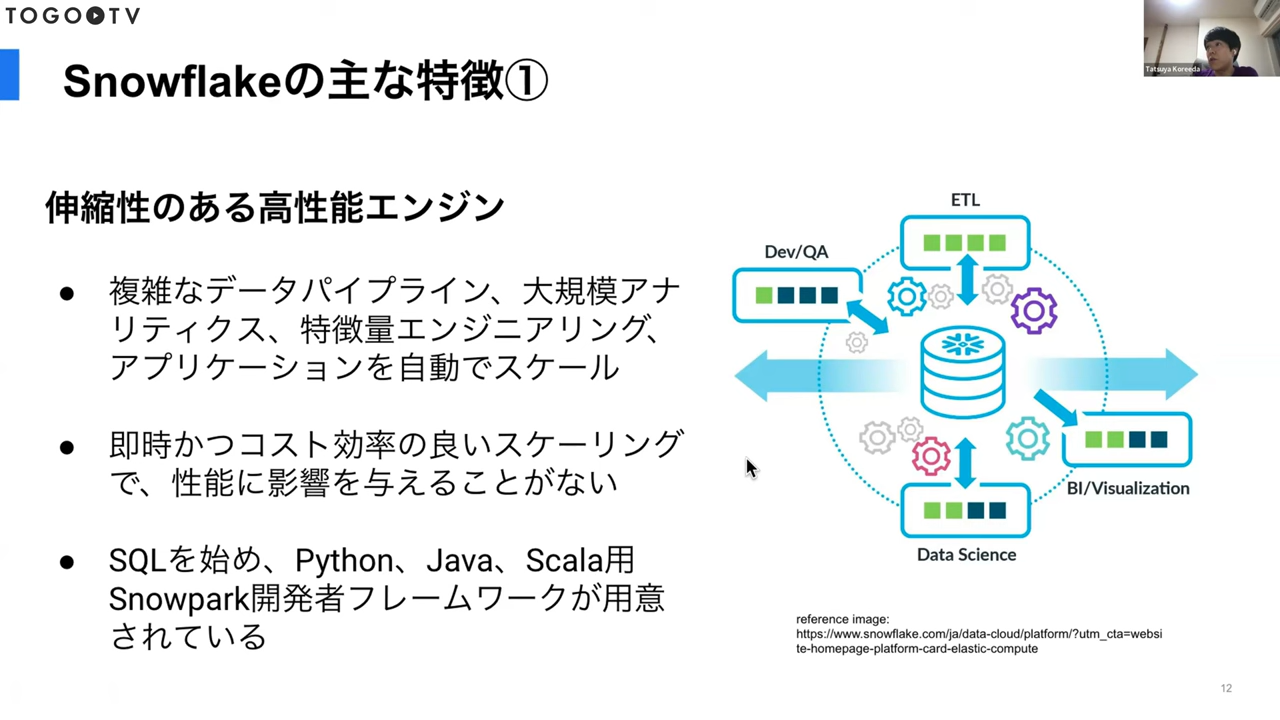 TOGO TV
Tatsuya Koreeda
Snowflakeの主な特徴①
伸縮性のある高性能エンジン
● 複雑なデータパイプライン、大規模アナ
リティクス、特徴量エンジニアリング、
アプリケーションを自動でスケール
● 即時かつコスト効率の良いスケーリング
で、性能に影響を与えることがない
● SQLを始め、Python、Java、Scala用
Snowpark開発者フレームワークが用意
されている
ETL
Dev/QA
BI/Visualization
Data Science
reference image:
https://www.snowflake.com/ja/data-cloud/platform/?utm_cta=websi
te-homepage-platform-card-elastic-compute
12